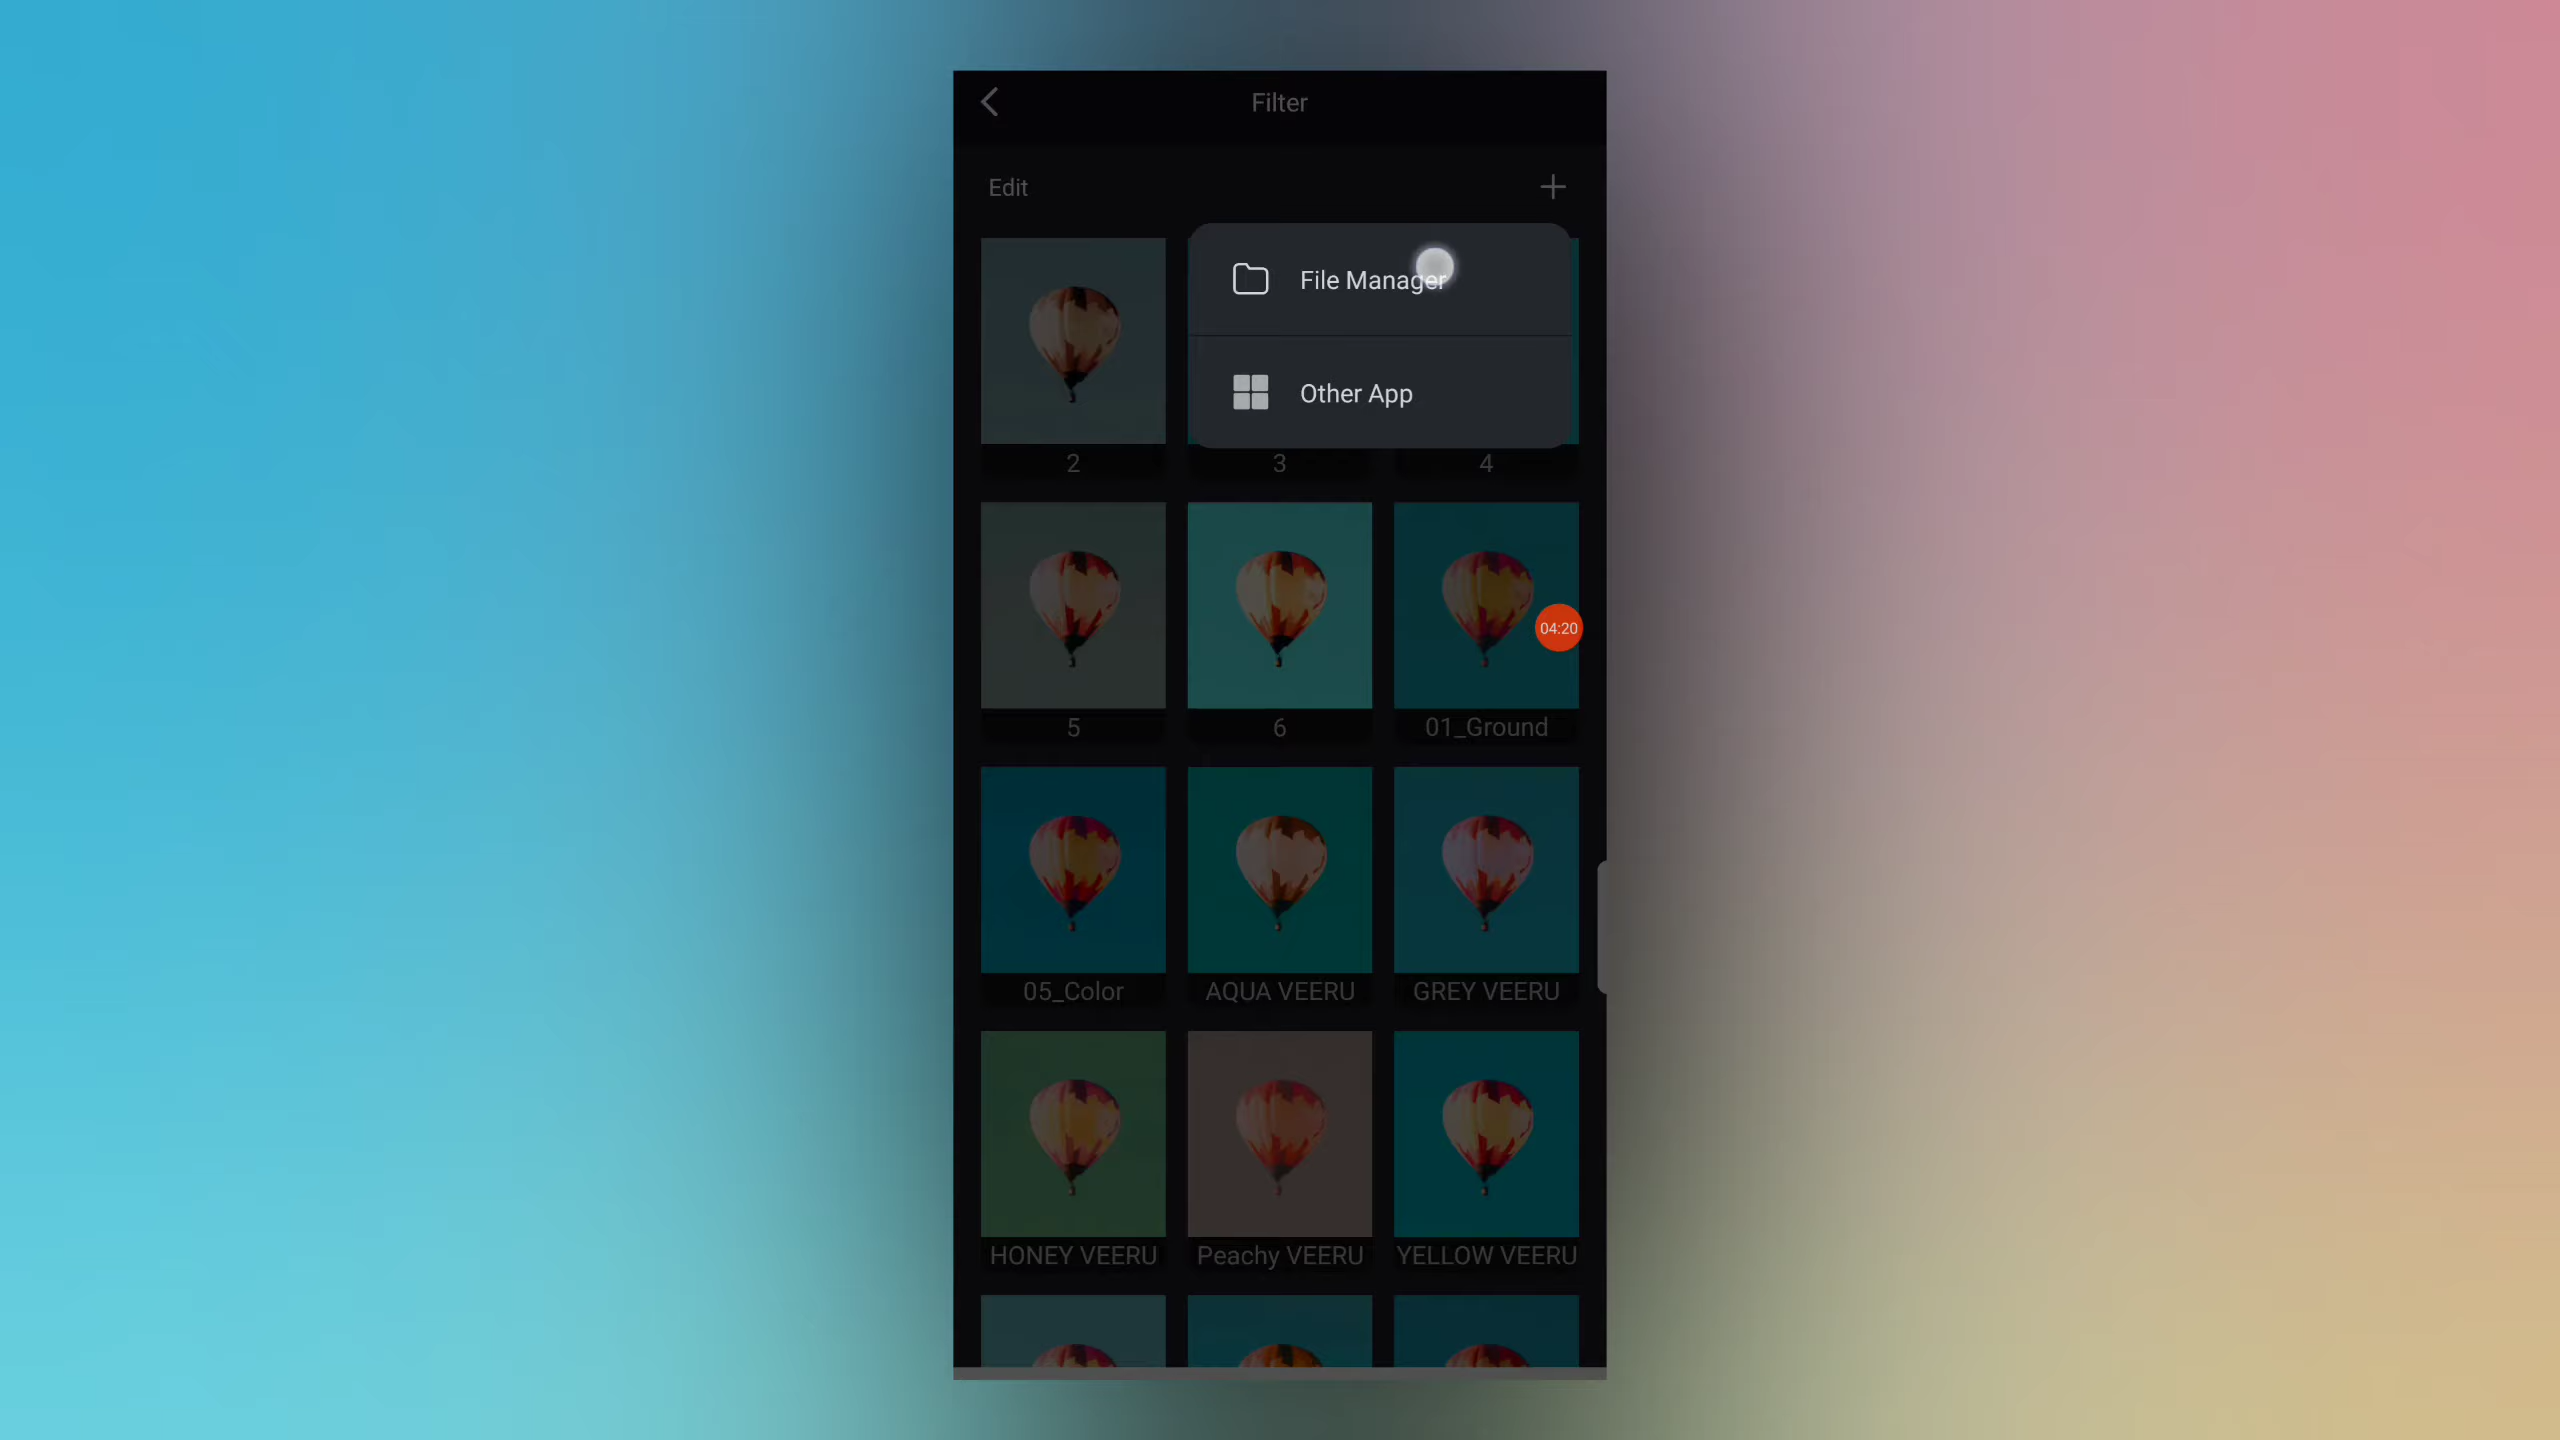 Filter
Edit
File Manager
Other App
2
3
4
04:20
5
6
01_Ground
05_Color
AQUA VEERU
GREY VEERU
HONEY VEERU
Peachy VEERU
YELLOW VEERU